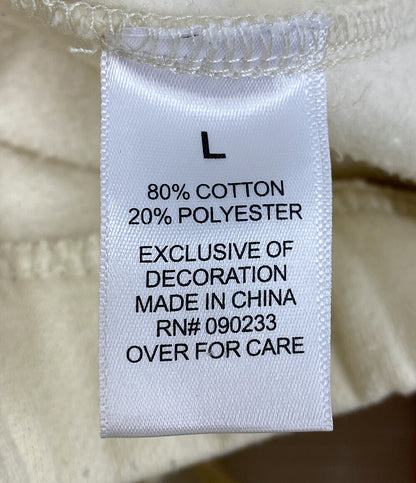 L
80% COTTON
20% POLYESTER
EXCLUSIVE OF
DECORATION
MADE IN CHINA
RN# 090233
OVER FOR CARE